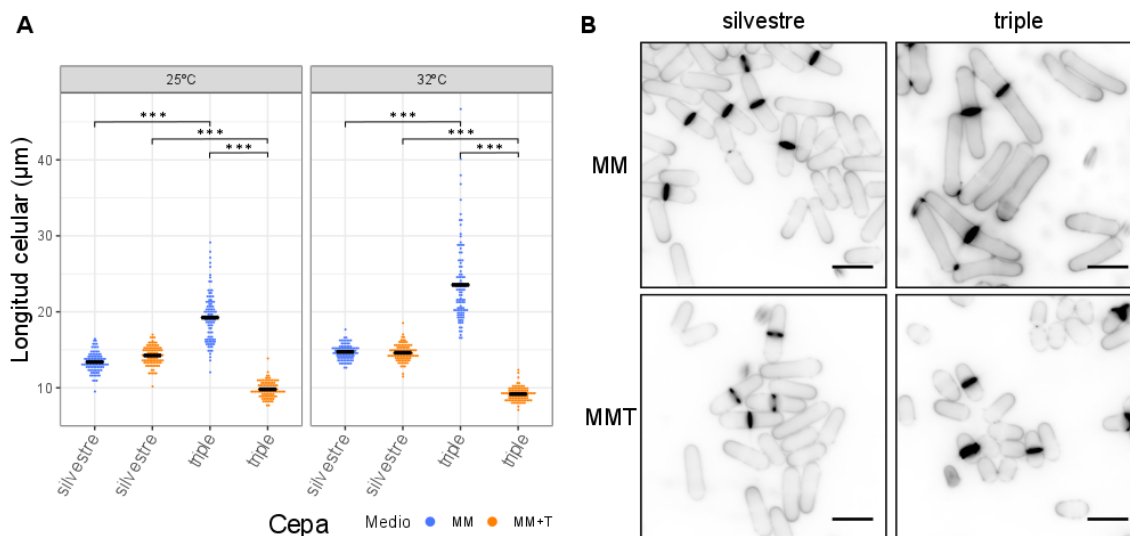 A
25ºC
32ºC
***
***
***
***
***
***
Longitud celular (µm)
40
30
20
10
silvestre
silvestre
triple
triple
silvestre
silvestre
triple
triple
Cepa
Medio
MM
MM+T
B
silvestre
triple
MM
MMT